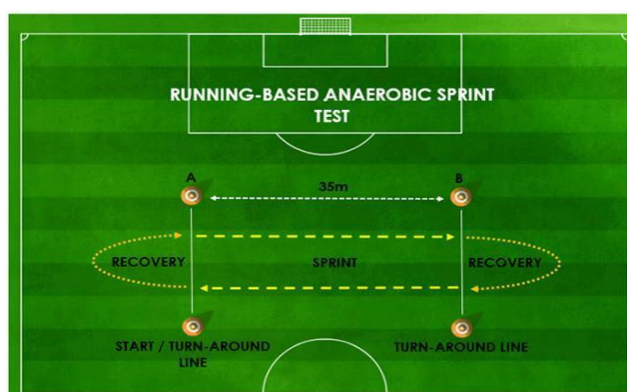 RUNNING-BASED ANAEROBIC SPRINT
TEST
A
B
35m
RECOVERY
SPRINT
RECOVERY
START / TURN-AROUND
LINE
TURN-AROUND LINE